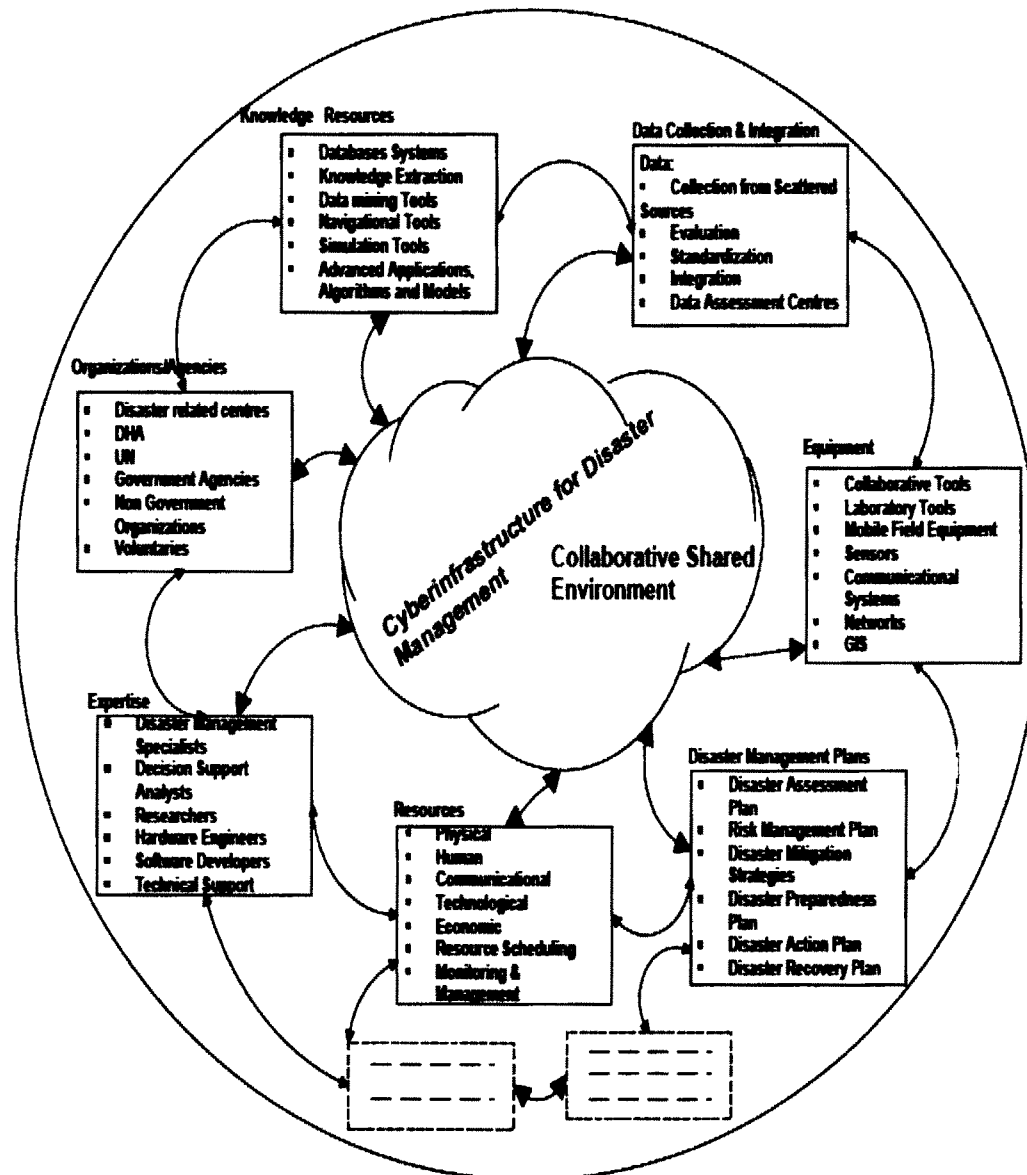 Knowledge Resources
Databases Systems
Knowledge Extraction
Data mining Tools
Navigational Tools
Simulation Tools
Advanced Applications,
Algorithms and Models
Data Collection & Integration
Data:
Collection from Scattered
Sources
Evaluation
Standardization
Integration
Data Assessment Centres
Organizations/Agencies
Disaster related centres
DHA
UN
Government Agencies
Non Government
Organizations
Voluntaries
Cyberinfrastructure for Disaster
Management
Collaborative Shared
Environment
Equipment
Collaborative Tools
Laboratory Tools
Mobile Field Equipment
Sensors
Communicational
Systems
Networks
GIS
Expertise
Disaster Management
Specialists
Decision Support
Analysts
Researchers
Hardware Engineers
Software Developers
Technical Support
Resources
Physical
Human
Communicational
Technological
Economic
Resource Scheduling
Monitoring &
Management
Disaster Management Plans
Disaster Assessment
Plan
Risk Management Plan
Disaster Mitigation
Strategies
Disaster Preparedness
Plan
Disaster Action Plan
Disaster Recovery Plan